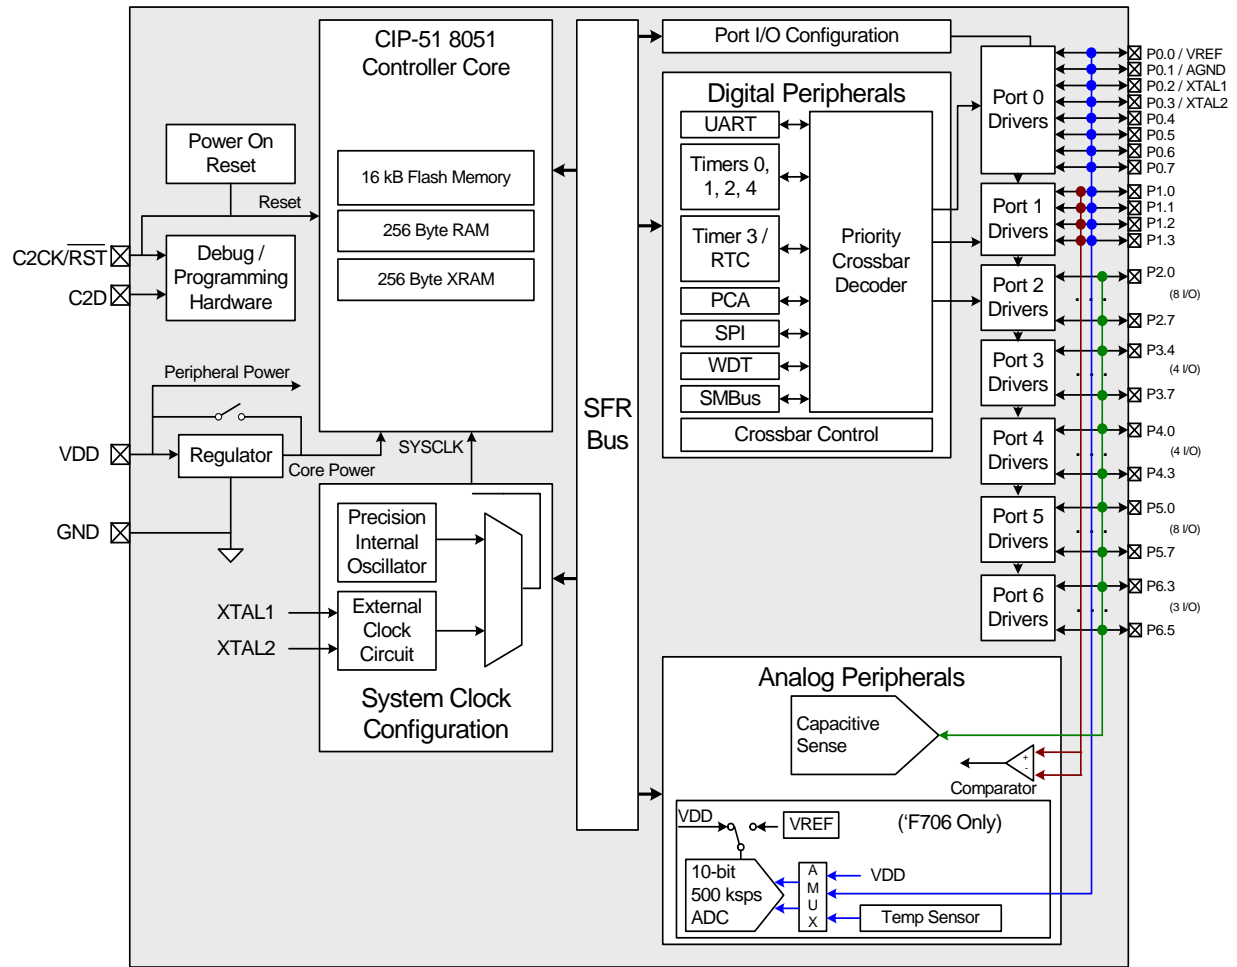 CIP-51 8051
Controller Core
16 kB Flash Memory
256 Byte RAM
256 Byte XRAM
Power On
Reset
Reset
C2CK/RST
C2D
Debug /
Programming
Hardware
Peripheral Power
VDD
Regulator
Core Power
SYSCLK
GND
Precision
Internal
Oscillator
XTAL1
XTAL2
External
Clock
Circuit
System Clock
Configuration
SFR
Bus
Port I/O Configuration
Digital Peripherals
UART
Timers 0,
1, 2, 4
Timer 3 /
RTC
PCA
SPI
WDT
SMBus
Priority
Crossbar
Decoder
Crossbar Control
Port 0
Drivers
Port 1
Drivers
Port 2
Drivers
Port 3
Drivers
Port 4
Drivers
Port 5
Drivers
Port 6
Drivers
P0.0 / VREF
P0.1 / AGND
P0.2 / XTAL1
P0.3 / XTAL2
P0.4
P0.5
P0.6
P0.7
P1.0
P1.1
P1.2
P1.3
P2.0
(8 I/O)
P2.7
P3.4
(4 I/O)
P3.7
P4.0
(4 I/O)
P4.3
P5.0
(8 I/O)
P5.7
P6.3
(3 I/O)
P6.5
Analog Peripherals
Capacitive
Sense
+
-
Comparator
VDD
VREF
('F706 Only)
10-bit
500 ksps
ADC
A
M
U
X
VDD
Temp Sensor